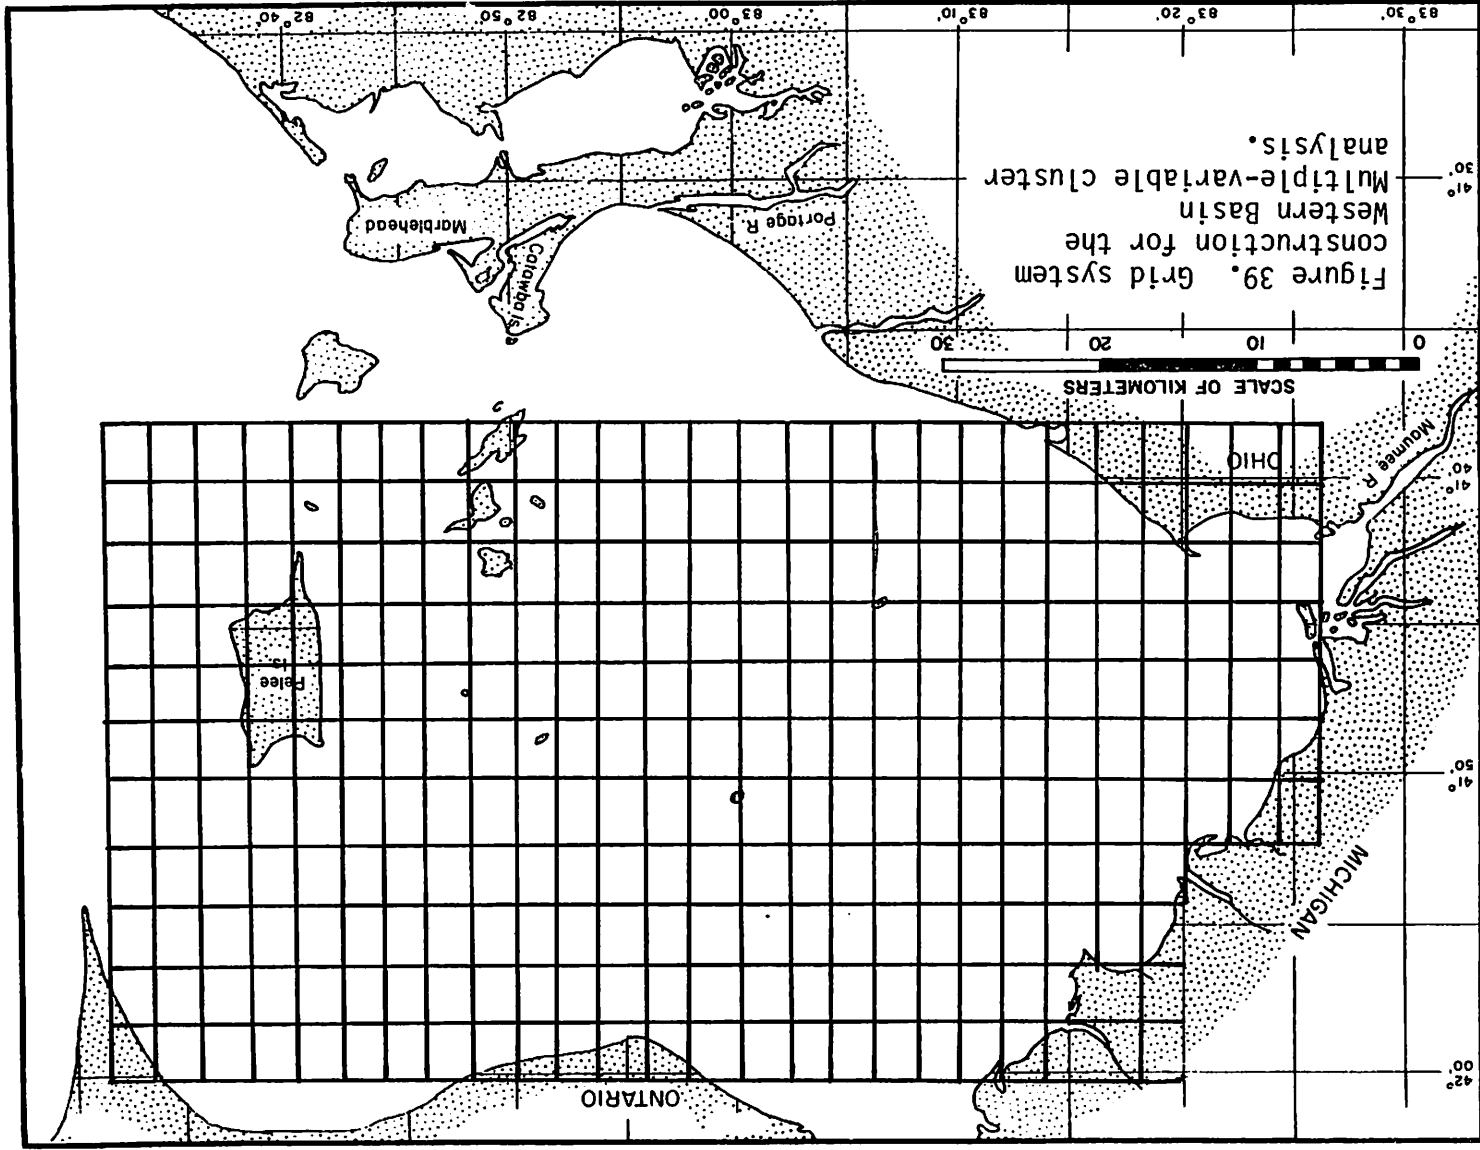 ONTARIO
42°
00'
MICHIGAN
41°
50'
Pelee
Is
Maumee R
41°
40
OHIO
SCALE OF KILOMETERS
0 10 20 30
Figure 39. Grid system
construction for the
Western Basin
Multiple-variable Cluster
analysis.
Catawba Is
Portage R.
Marblehead
41°
30'
83° 30' 83° 20' 83° 10' 83° 00' 82° 50' 82° 40'